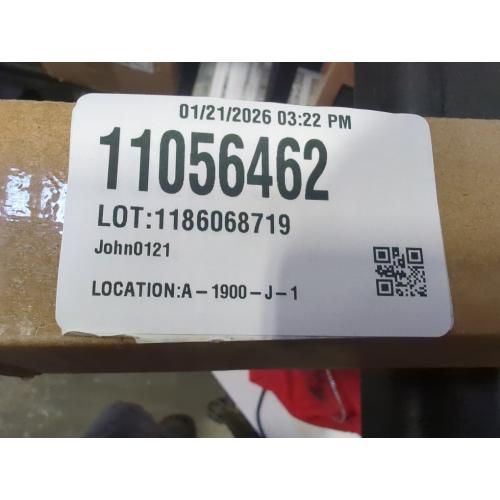 01/21/2026 03:22 PM
11056462
LOT:1186068719
John0121
LOCATION:A-1900-J-1